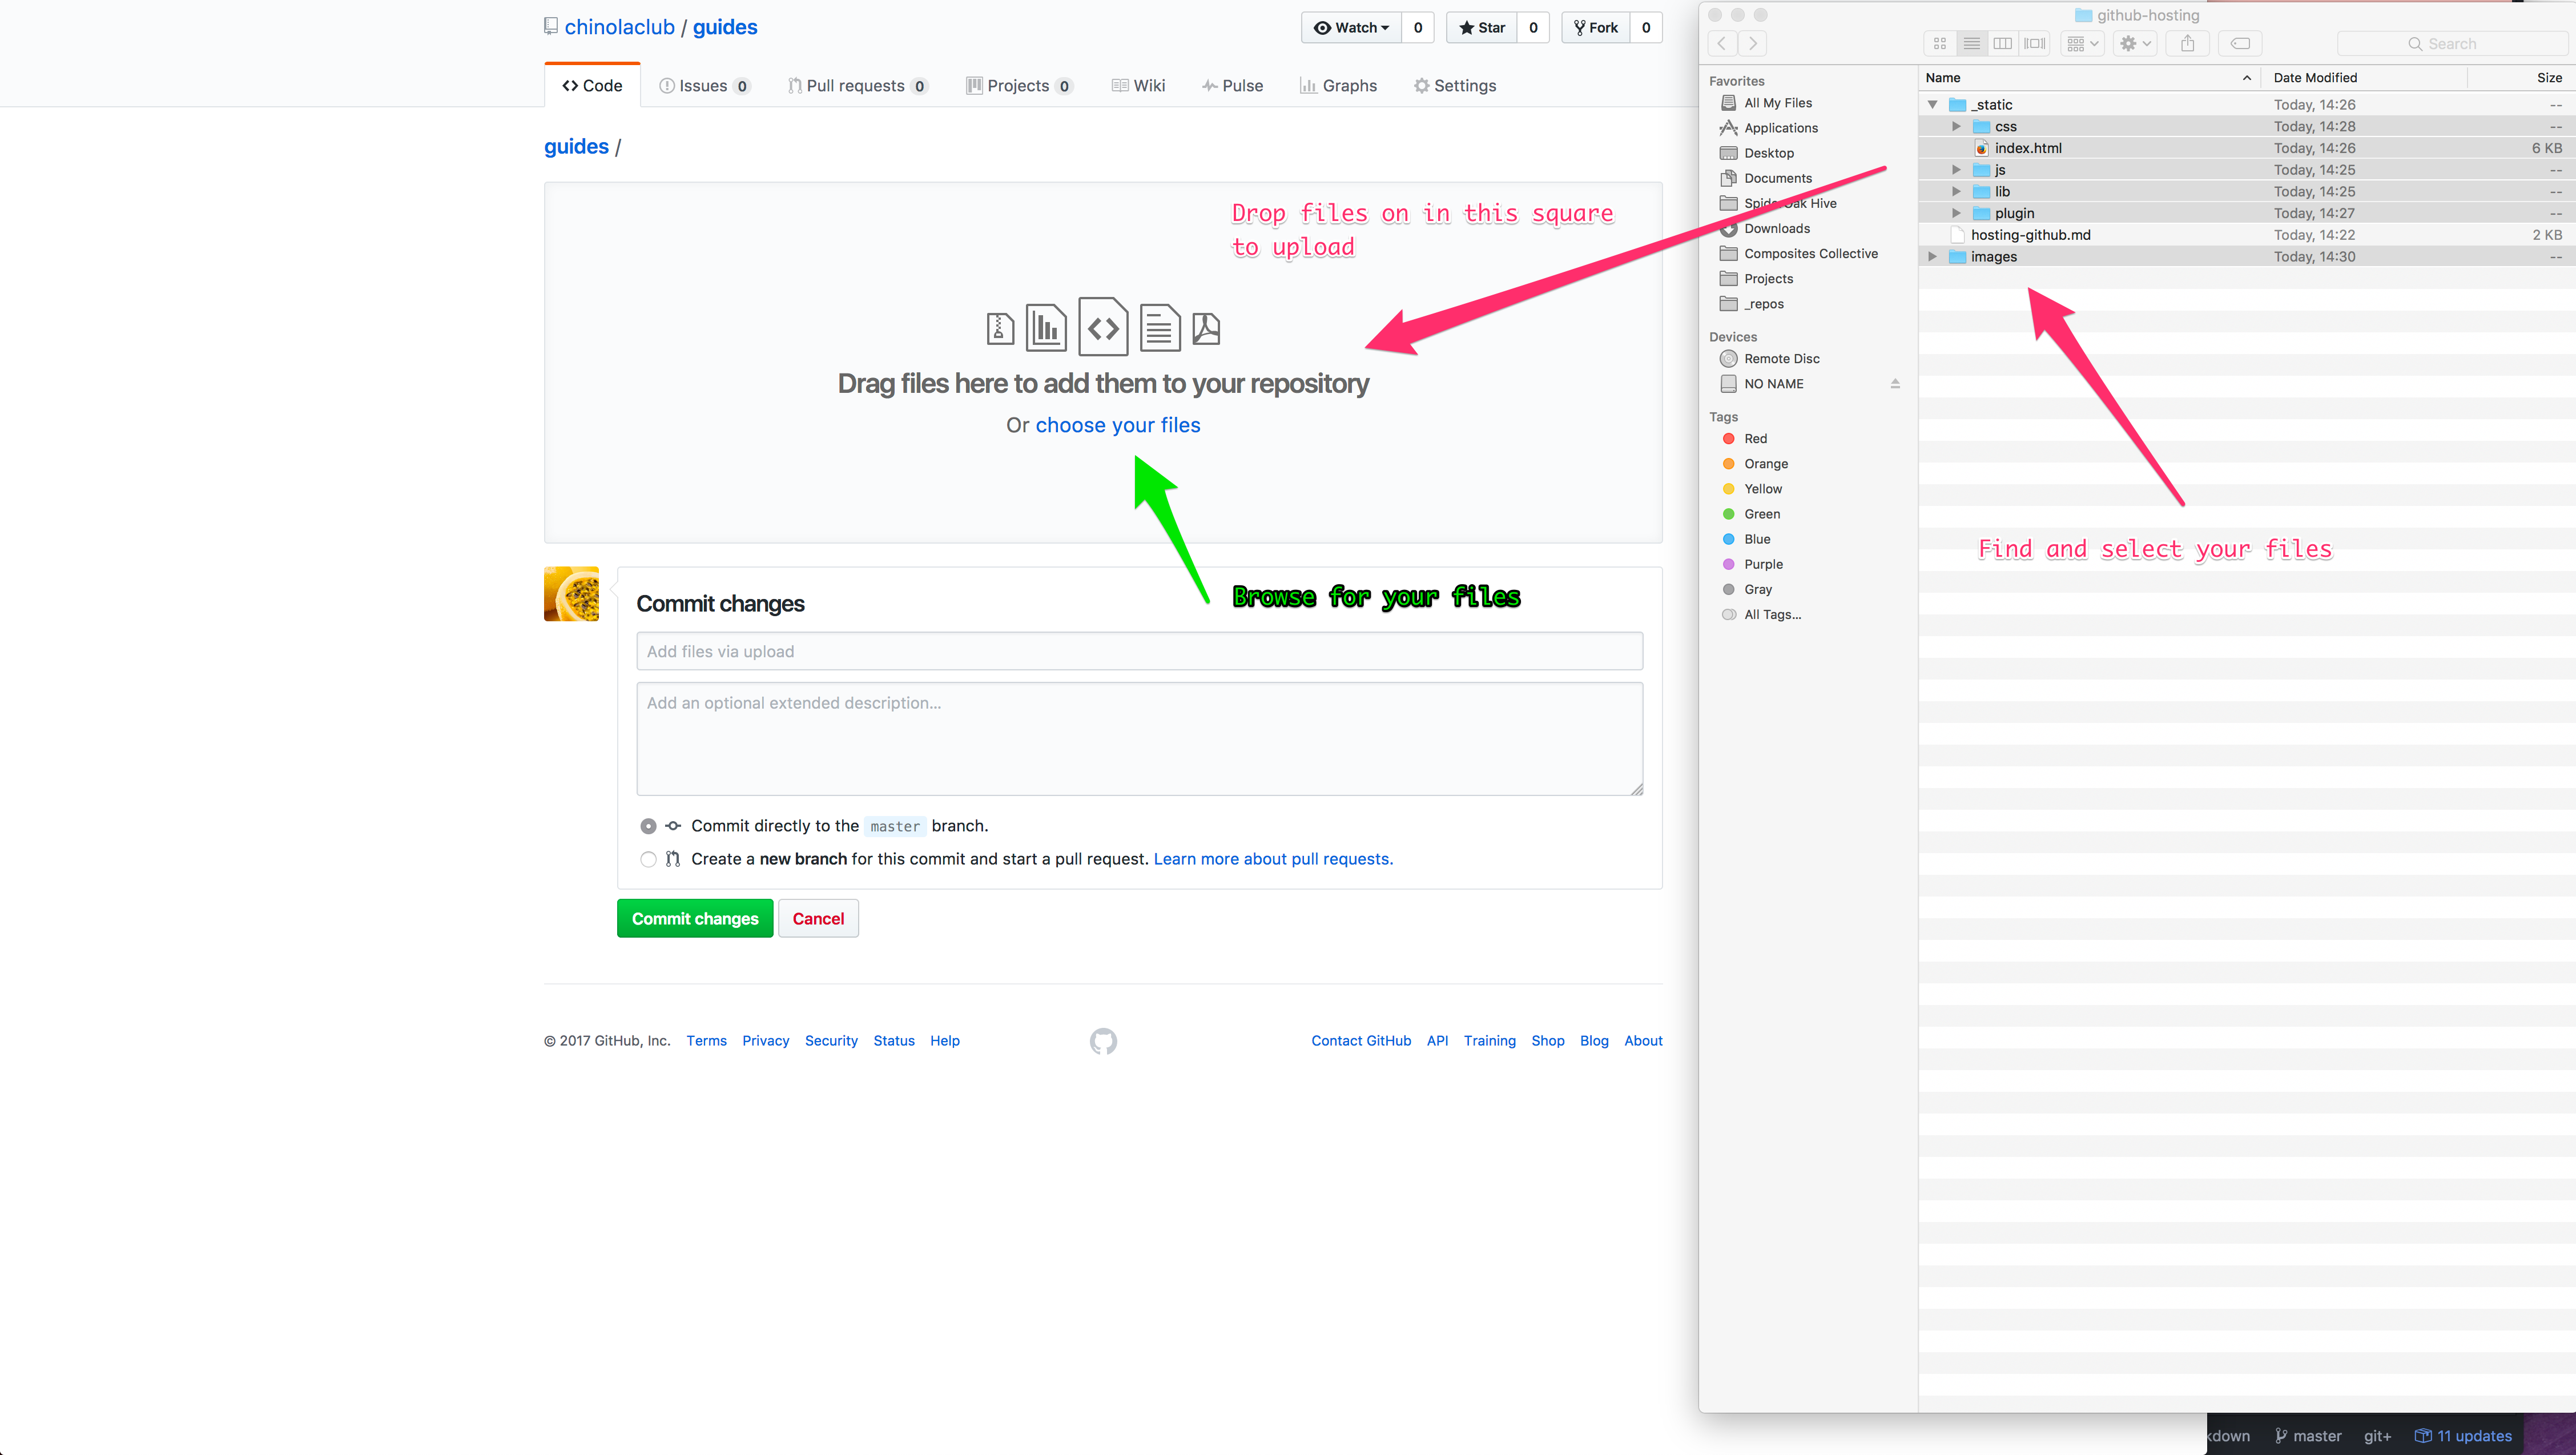 chinolaclub / guides
Watch 0 Star 0 Fork 0
Code Issues 0 Pull requests 0 Projects 0 Wiki Pulse Graphs Settings
guides /
Drop files on in this square
to upload
Drag files here to add them to your repository
Or choose your files
Browse for your files
Commit changes
Add files via upload
Add an optional extended description...
Commit directly to the master branch.
Create a new branch for this commit and start a pull request. Learn more about pull requests.
Commit changes Cancel
© 2017 GitHub, Inc. Terms Privacy Security Status Help
Contact GitHub API Training Shop Blog About
github-hosting
Search
Favorites
All My Files
Applications
Desktop
Documents
SpiderOak Hive
Downloads
Composites Collective
Projects
_repos
Devices
Remote Disc
NO NAME
Tags
Red
Orange
Yellow
Green
Blue
Purple
Gray
All Tags...
Name Date Modified Size
_static Today, 14:26 --
css Today, 14:28 --
index.html Today, 14:26 6 KB
js Today, 14:25 --
lib Today, 14:25 --
plugin Today, 14:27 --
hosting-github.md Today, 14:22 2 KB
images Today, 14:30 --
Find and select your files
kdown master git+ 11 updates